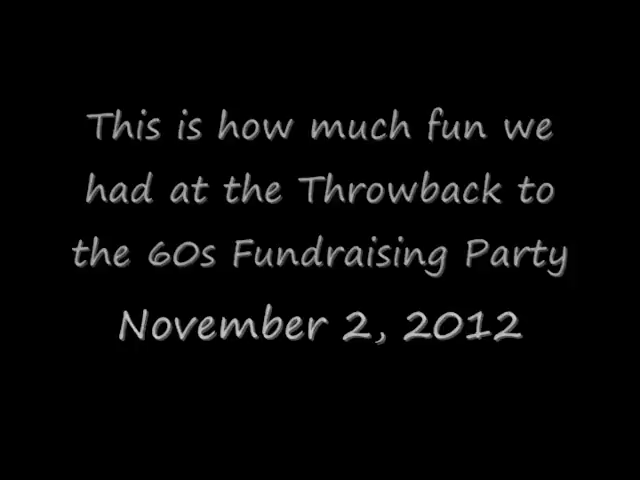 This is how much fun we
had at the Throwback to
the 60s Fundraising Party
November 2, 2012